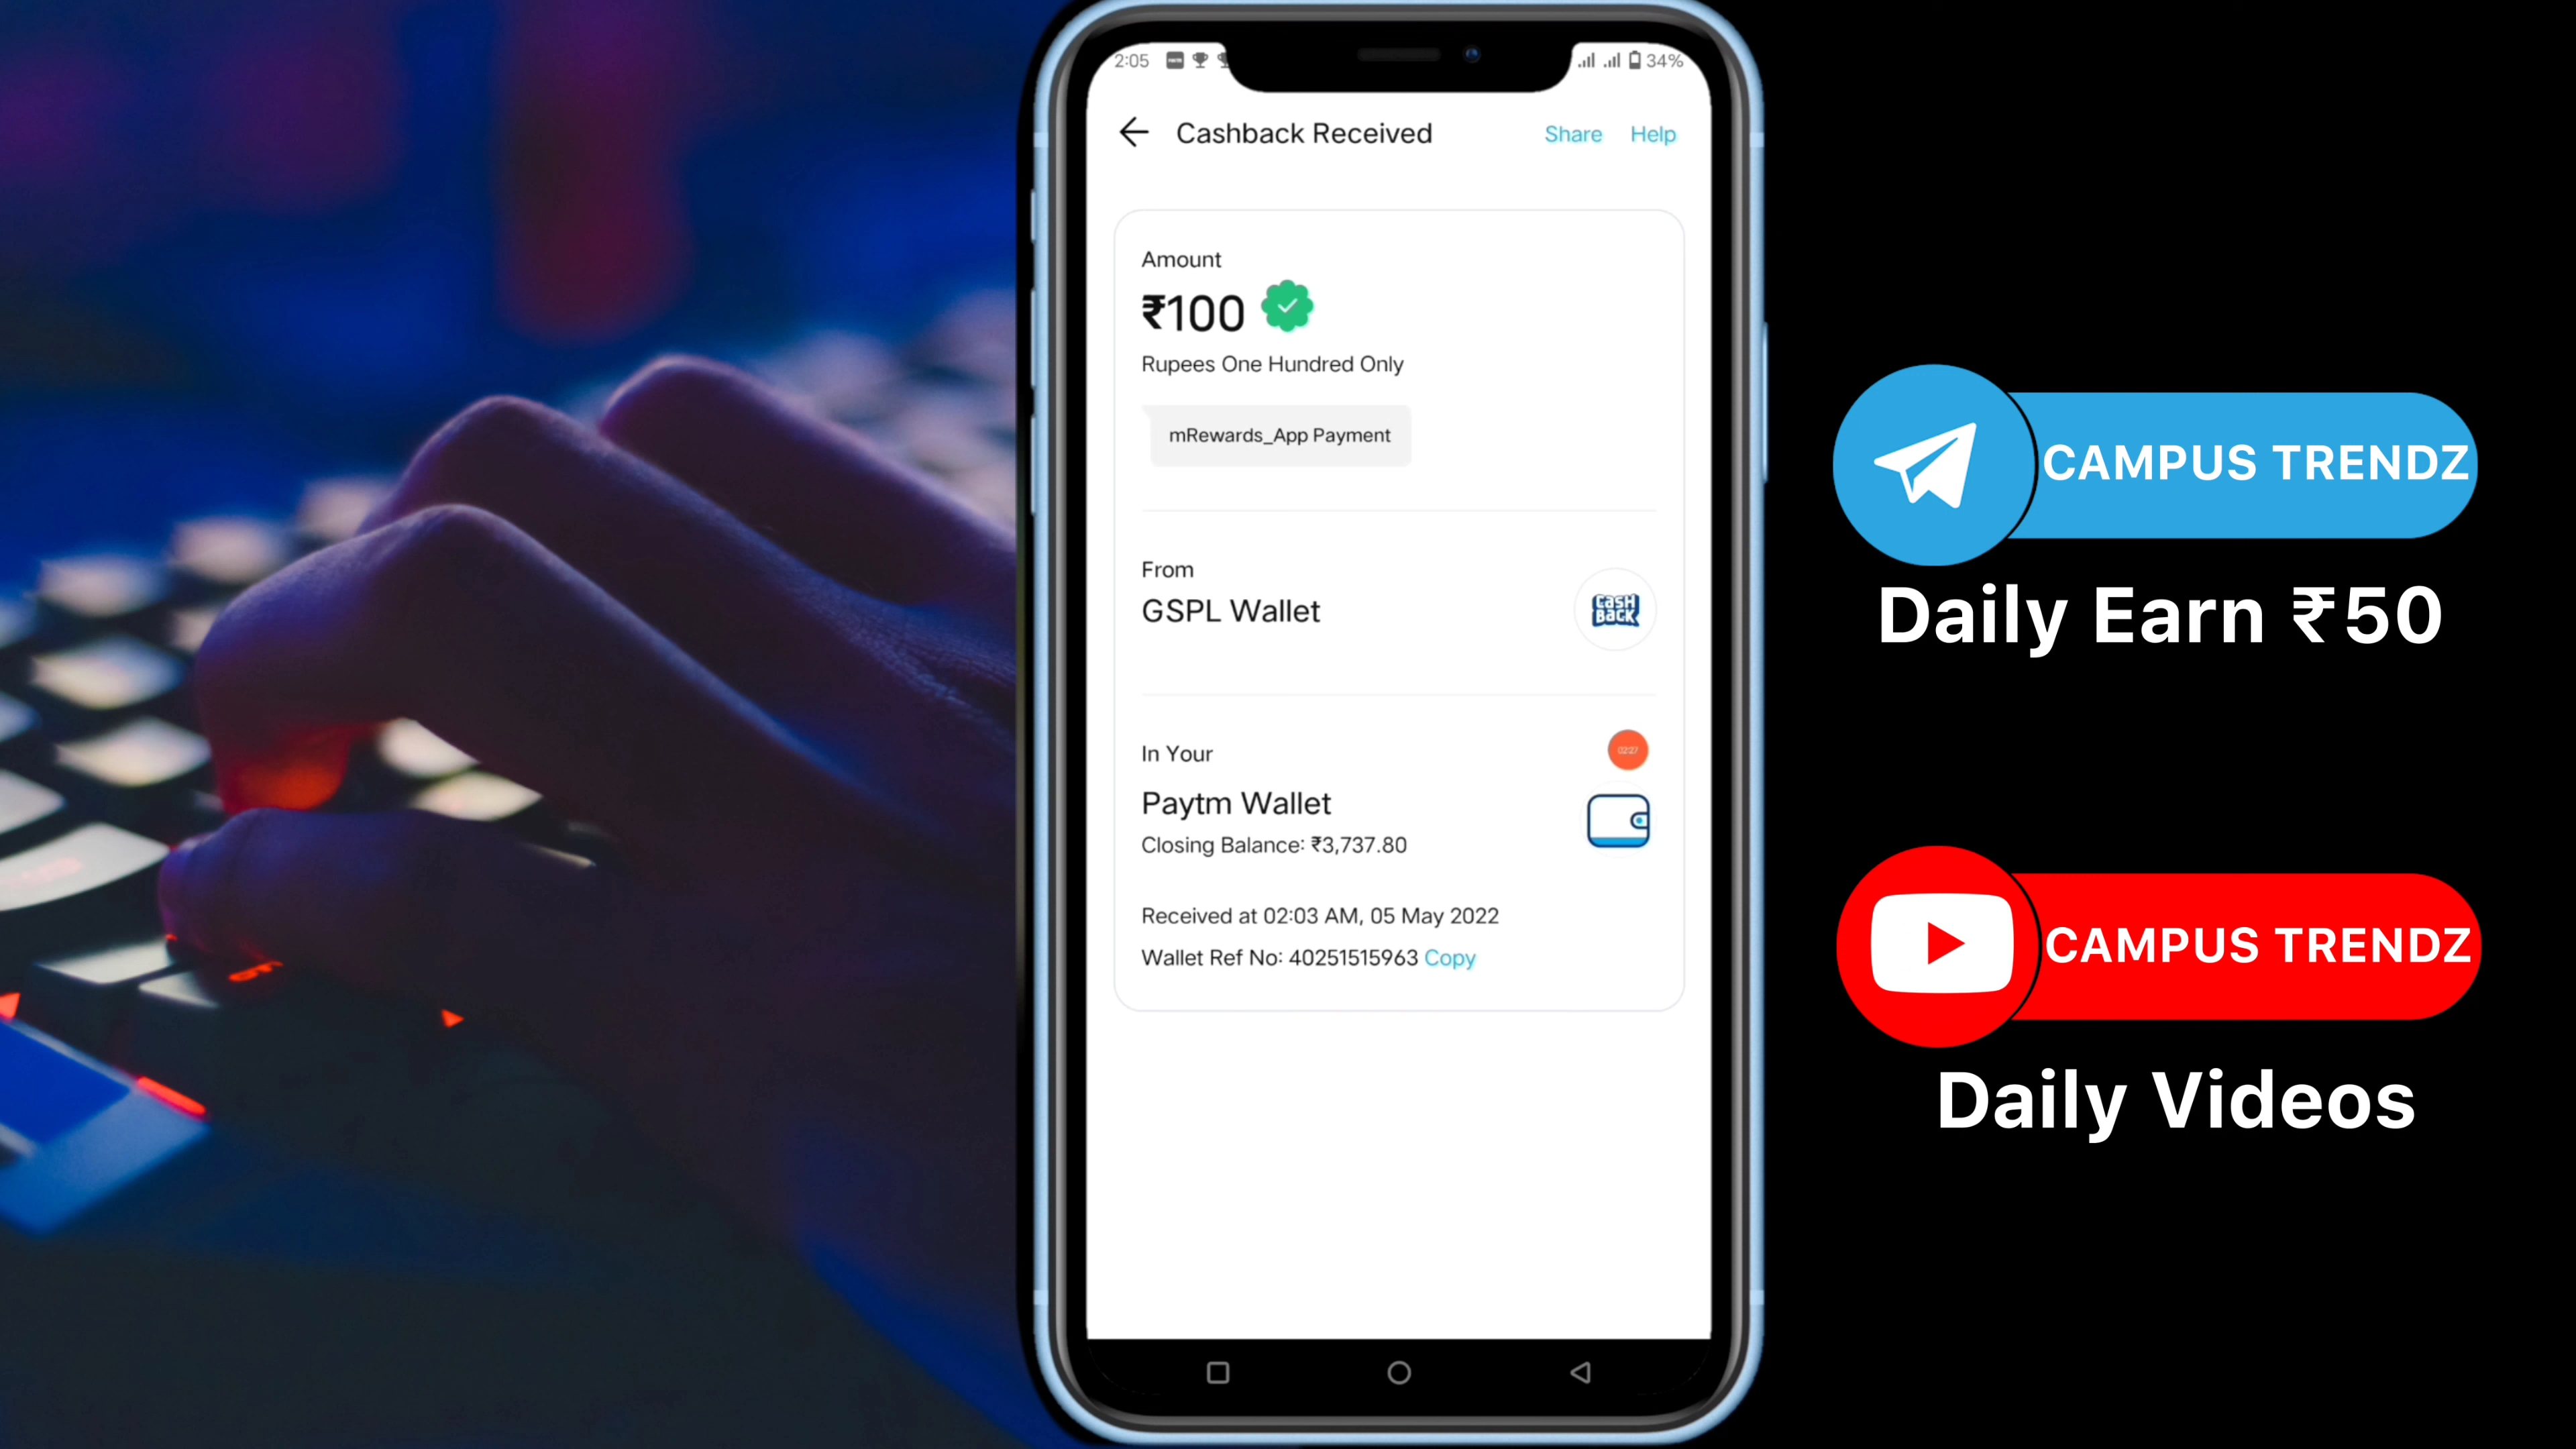 2:05
34%
Cashback Received
Share Help
Amount
₹100
Rupees One Hundred Only
mRewards_App Payment
From
GSPL Wallet
CASH BACK
In Your
02:27
Paytm Wallet
Closing Balance: ₹3,737.80
Received at 02:03 AM, 05 May 2022
Wallet Ref No: 40251515963 Copy
CAMPUS TRENDZ
Daily Earn ₹50
CAMPUS TRENDZ
Daily Videos